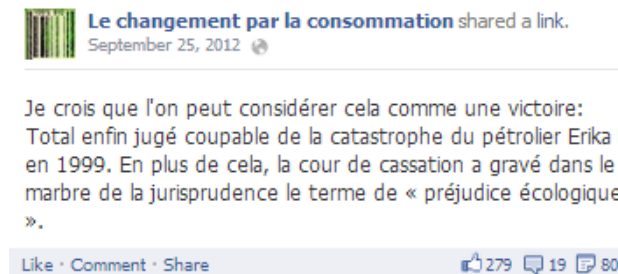 Le changement par la consommation shared a link.
September 25, 2012
Je crois que l'on peut considérer cela comme une victoire:
Total enfin jugé coupable de la catastrophe du pétrolier Erika
en 1999. En plus de cela, la cour de cassation a gravé dans le
marbre de la jurisprudence le terme de « préjudice écologique
».
Like · Comment · Share 279 19 80